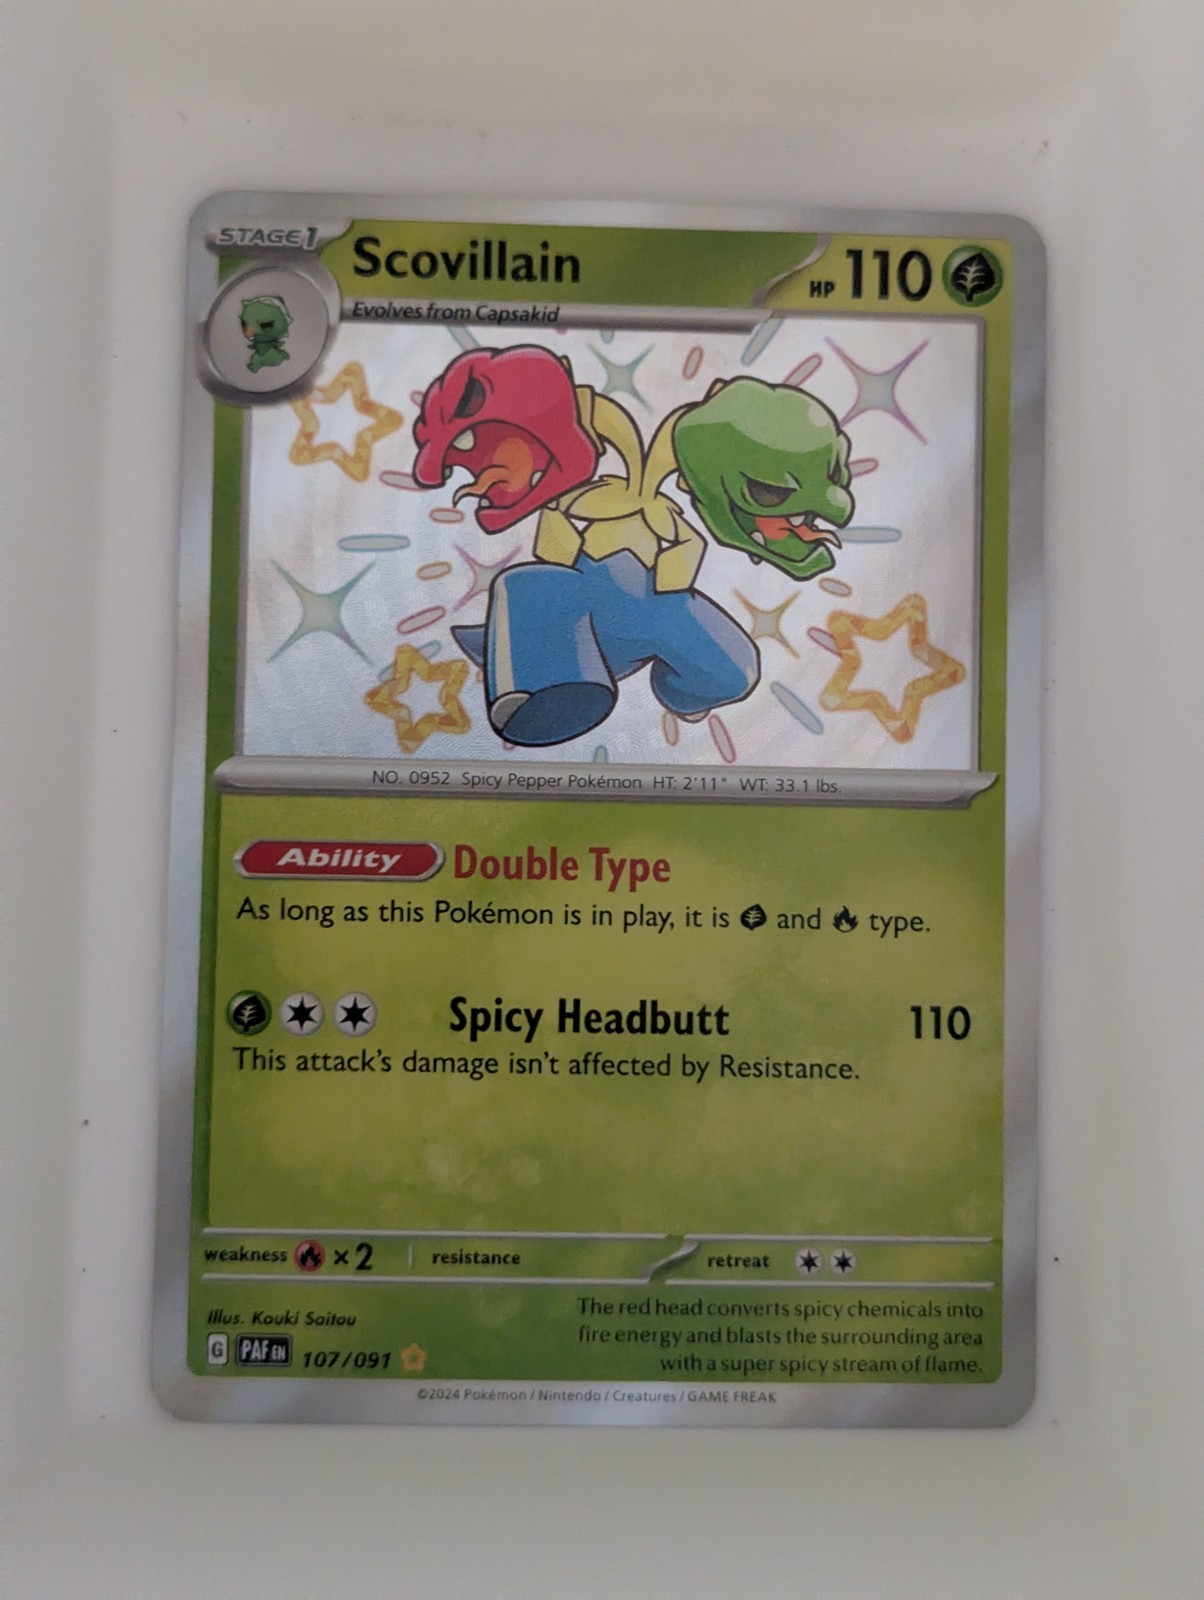 STAGE1
Scovillain
HP 110
Evolves from Capsakid
NO. 0952 Spicy Pepper Pokémon HT: 2'11" WT: 33.1 lbs.
Ability Double Type
As long as this Pokémon is in play, it is and type.
Spicy Headbutt 110
This attack's damage isn't affected by Resistance.
weakness ×2 resistance retreat
Illus. Kouki Saitou
G PAF EN 107/091
The red head converts spicy chemicals into
fire energy and blasts the surrounding area
with a super spicy stream of flame.
©2024 Pokémon / Nintendo / Creatures / GAME FREAK